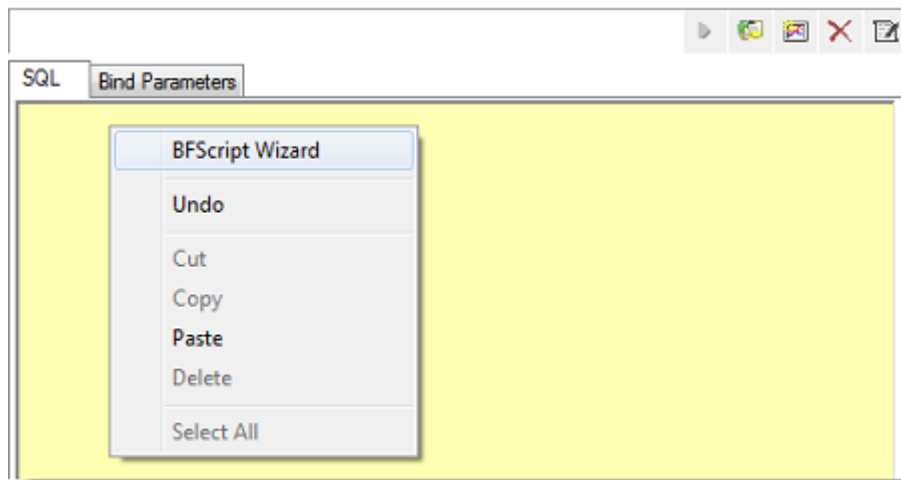 SQL
Bind Parameters
BFScript Wizard
Undo
Cut
Copy
Paste
Delete
Select All